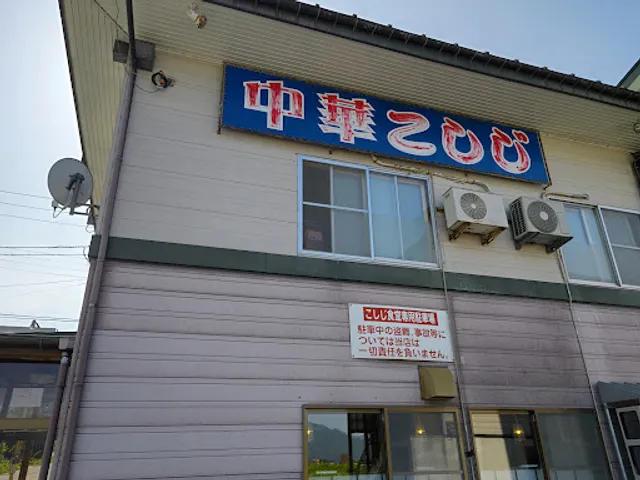 中華こしじ
こしじ食堂専用駐車場
駐車中の盗難、事故等に
ついては当店は
一切責任を負いません。